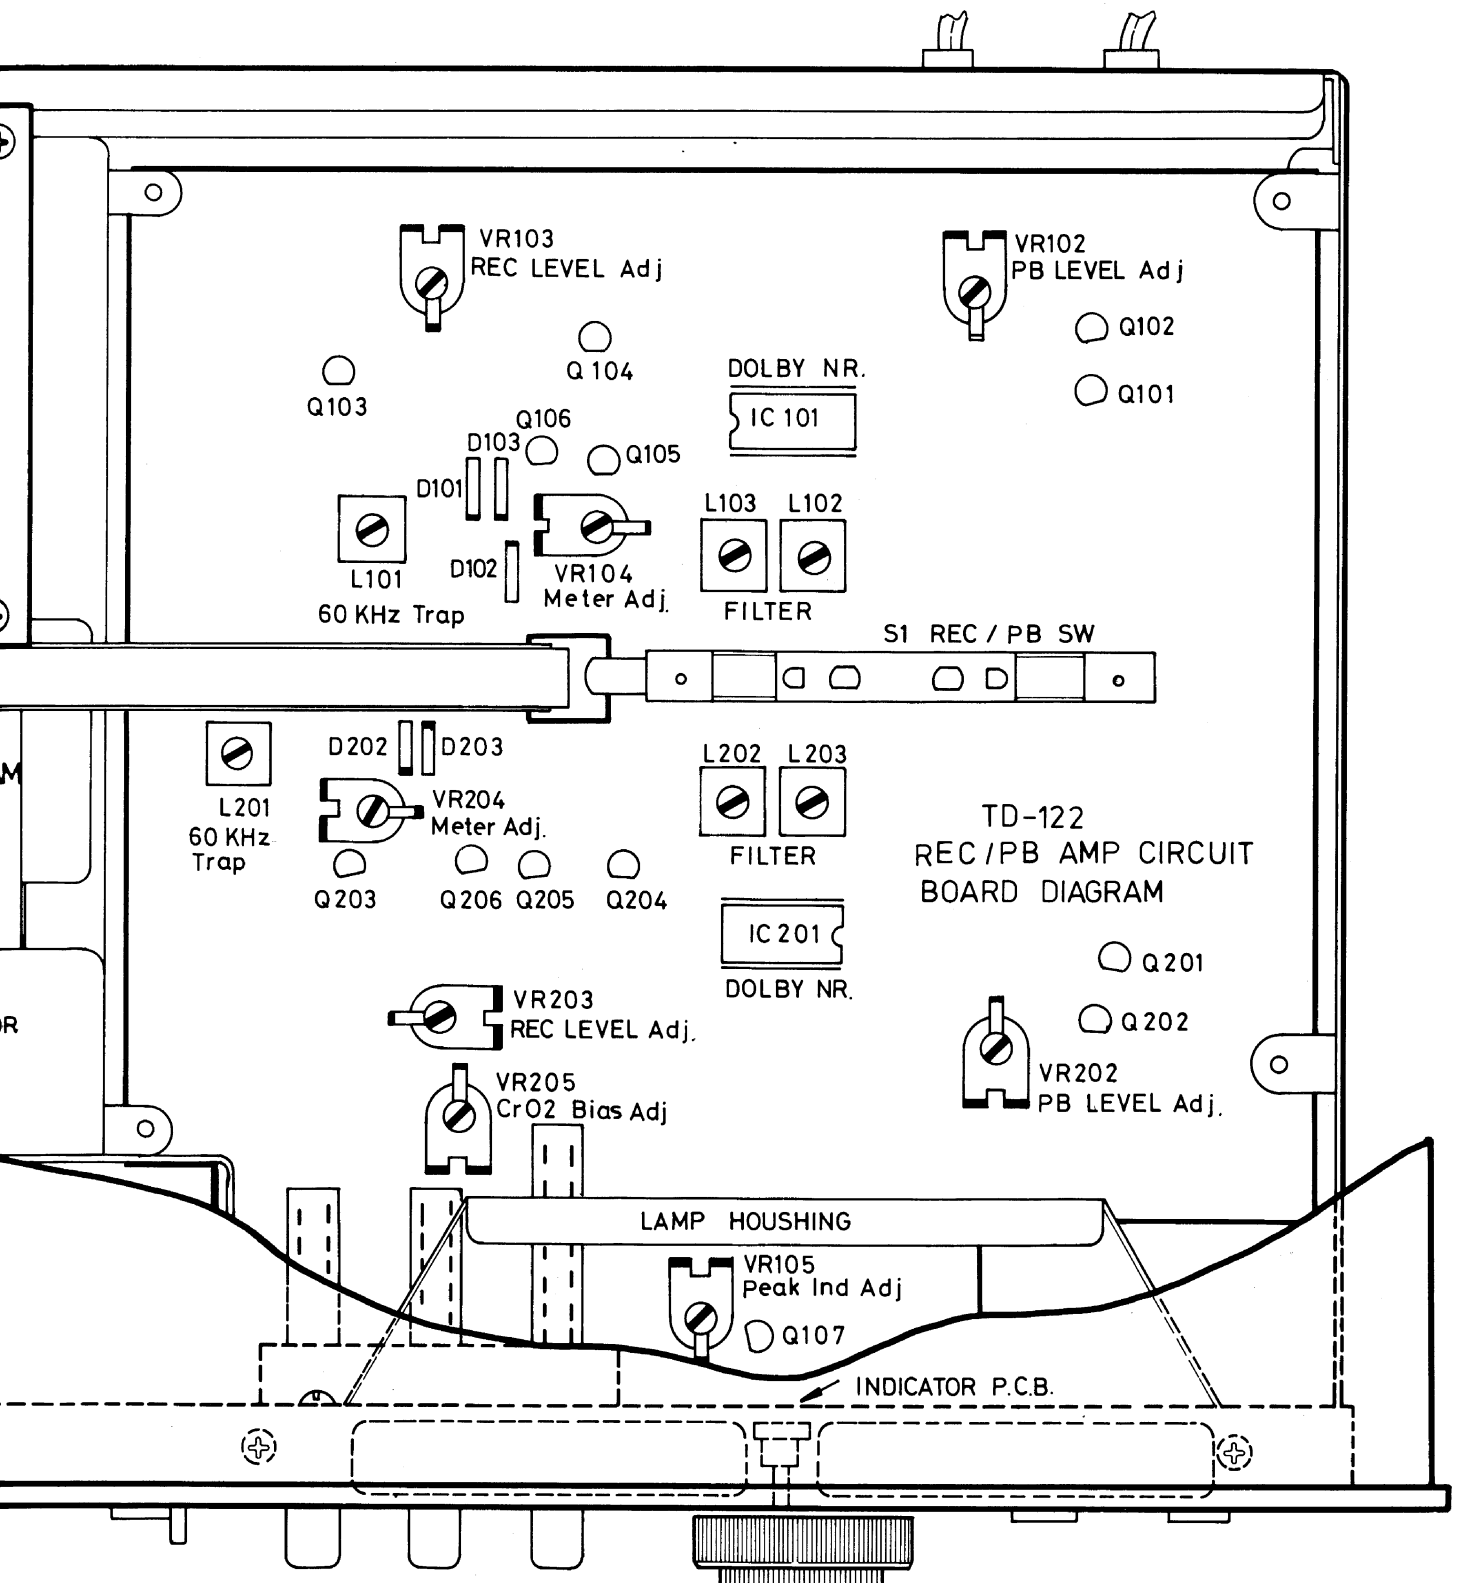 VR103
REC LEVEL Adj
VR102
PB LEVEL Adj
Q102
Q104
Q103
DOLBY NR.
Q101
IC 101
Q106
D103
Q105
D101
L103
L102
L101
D102
VR104
Meter Adj.
60 KHz Trap
FILTER
S1 REC / PB SW
D202
D203
L202
L203
M
L201
60 KHz
Trap
VR204
Meter Adj.
TD-122
REC/PB AMP CIRCUIT
BOARD DIAGRAM
FILTER
Q203
Q206
Q205
Q204
IC 201
Q201
DOLBY NR.
VR203
REC LEVEL Adj.
OR
Q202
VR205
CrO2 Bias Adj
VR202
PB LEVEL Adj.
LAMP HOUSHING
VR105
Peak Ind Adj
Q107
INDICATOR P.C.B.